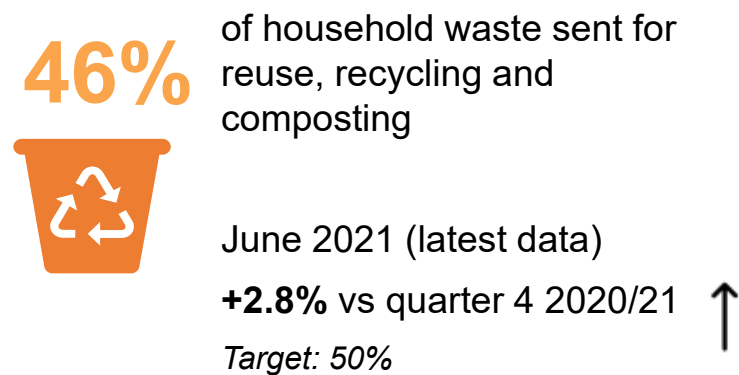 46%
of household waste sent for
reuse, recycling and
composting
June 2021 (latest data)
+2.8% vs quarter 4 2020/21
Target: 50%